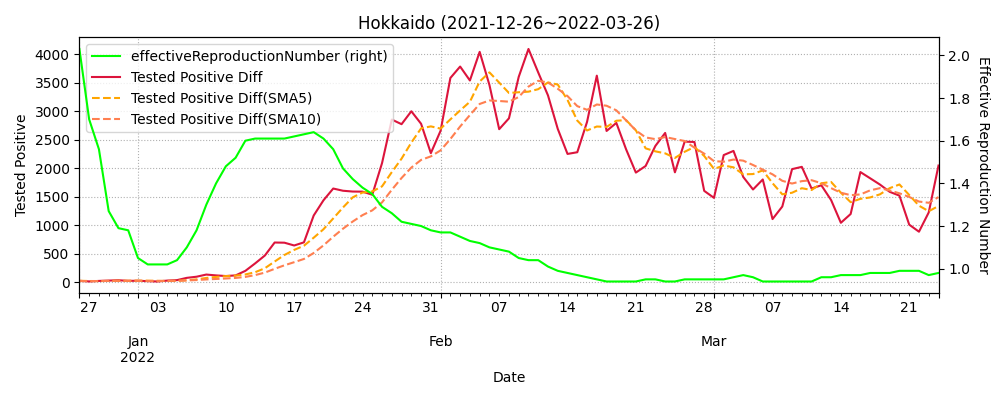 Hokkaido (2021-12-26~2022-03-26)
effectiveReproductionNumber (right)
Tested Positive Diff
Tested Positive Diff(SMA5)
Tested Positive Diff(SMA10)
Tested Positive
4000
3500
3000
2500
2000
1500
1000
500
0
Effective Reproduction Number
2.0
1.8
1.6
1.4
1.2
1.0
27 03 10 17 24 31 07 14 21 28 07 14 21
Jan Feb Mar
2022
Date